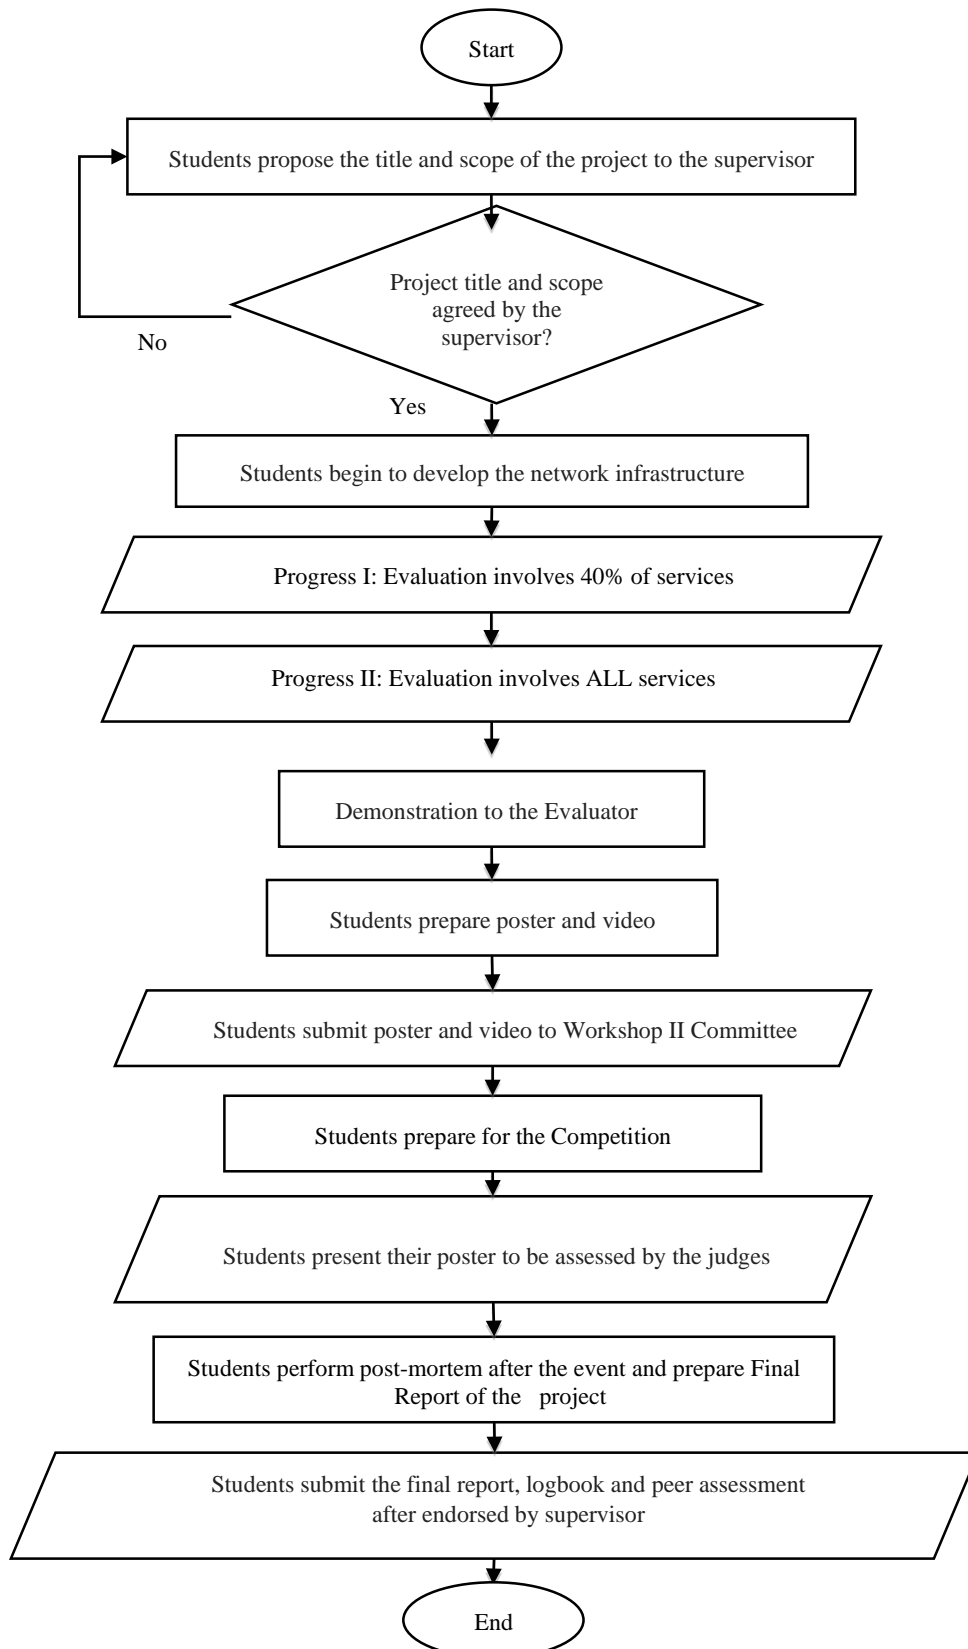 Start
Students propose the title and scope of the project to the supervisor
Project title and scope
agreed by the
supervisor?
No
Yes
Students begin to develop the network infrastructure
Progress I: Evaluation involves 40% of services
Progress II: Evaluation involves ALL services
Demonstration to the Evaluator
Students prepare poster and video
Students submit poster and video to Workshop II Committee
Students prepare for the Competition
Students present their poster to be assessed by the judges
Students perform post-mortem after the event and prepare Final
Report of the project
Students submit the final report, logbook and peer assessment
after endorsed by supervisor
End